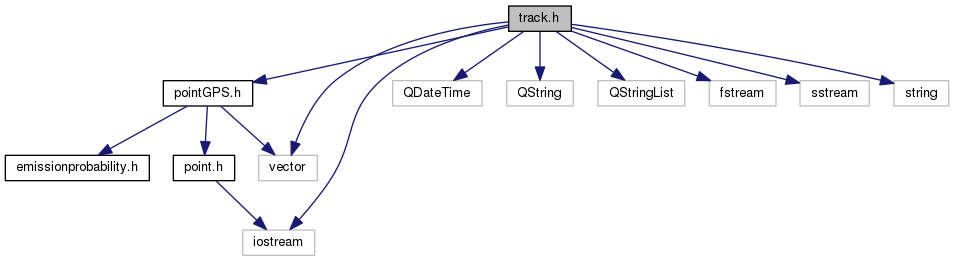 track.h
pointGPS.h
QDateTime
QString
QStringList
fstream
sstream
string
emissionprobability.h
point.h
vector
iostream